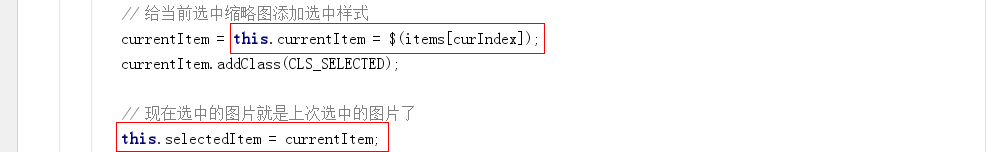 // 给当前选中缩略图添加选中样式
currentItem = this.currentItem = $(items[curIndex]);
currentItem.addClass(CLS_SELECTED);
// 现在选中的图片就是上次选中的图片了
this.selectedItem = currentItem;